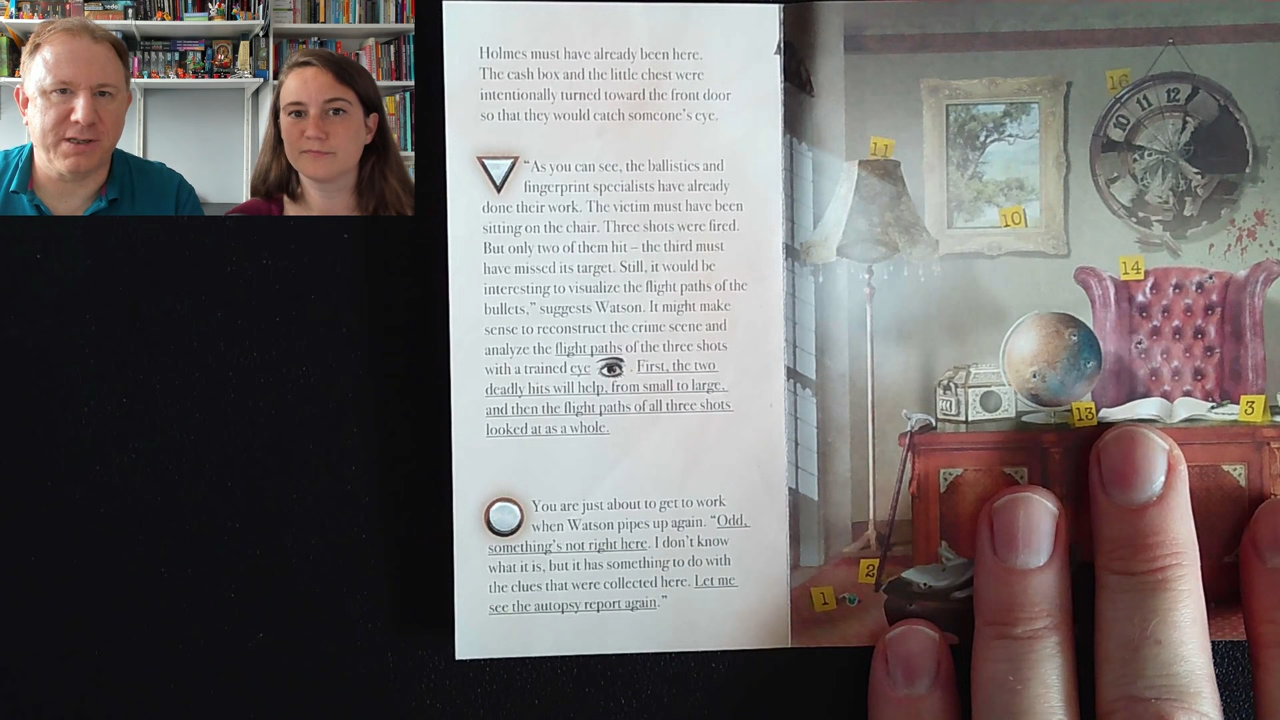 Holmes must have already been here.
The cash box and the little chest were
intentionally turned toward the front door
so that they would catch someone's eye.
"As you can see, the ballistics and
fingerprint specialists have already
done their work. The victim must have been
sitting on the chair. Three shots were fired.
But only two of them hit – the third must
have missed its target. Still, it would be
interesting to visualize the flight paths of the
bullets," suggests Watson. It might make
sense to reconstruct the crime scene and
analyze the flight paths of the three shots
with a trained eye . First, the two
deadly hits will help, from small to large,
and then the flight paths of all three shots
looked at as a whole.
You are just about to get to work
when Watson pipes up again. "Odd,
something's not right here. I don't know
what it is, but it has something to do with
the clues that were collected here. Let me
see the autopsy report again."
16
10 11 12
11
10
14
13
3
2
1